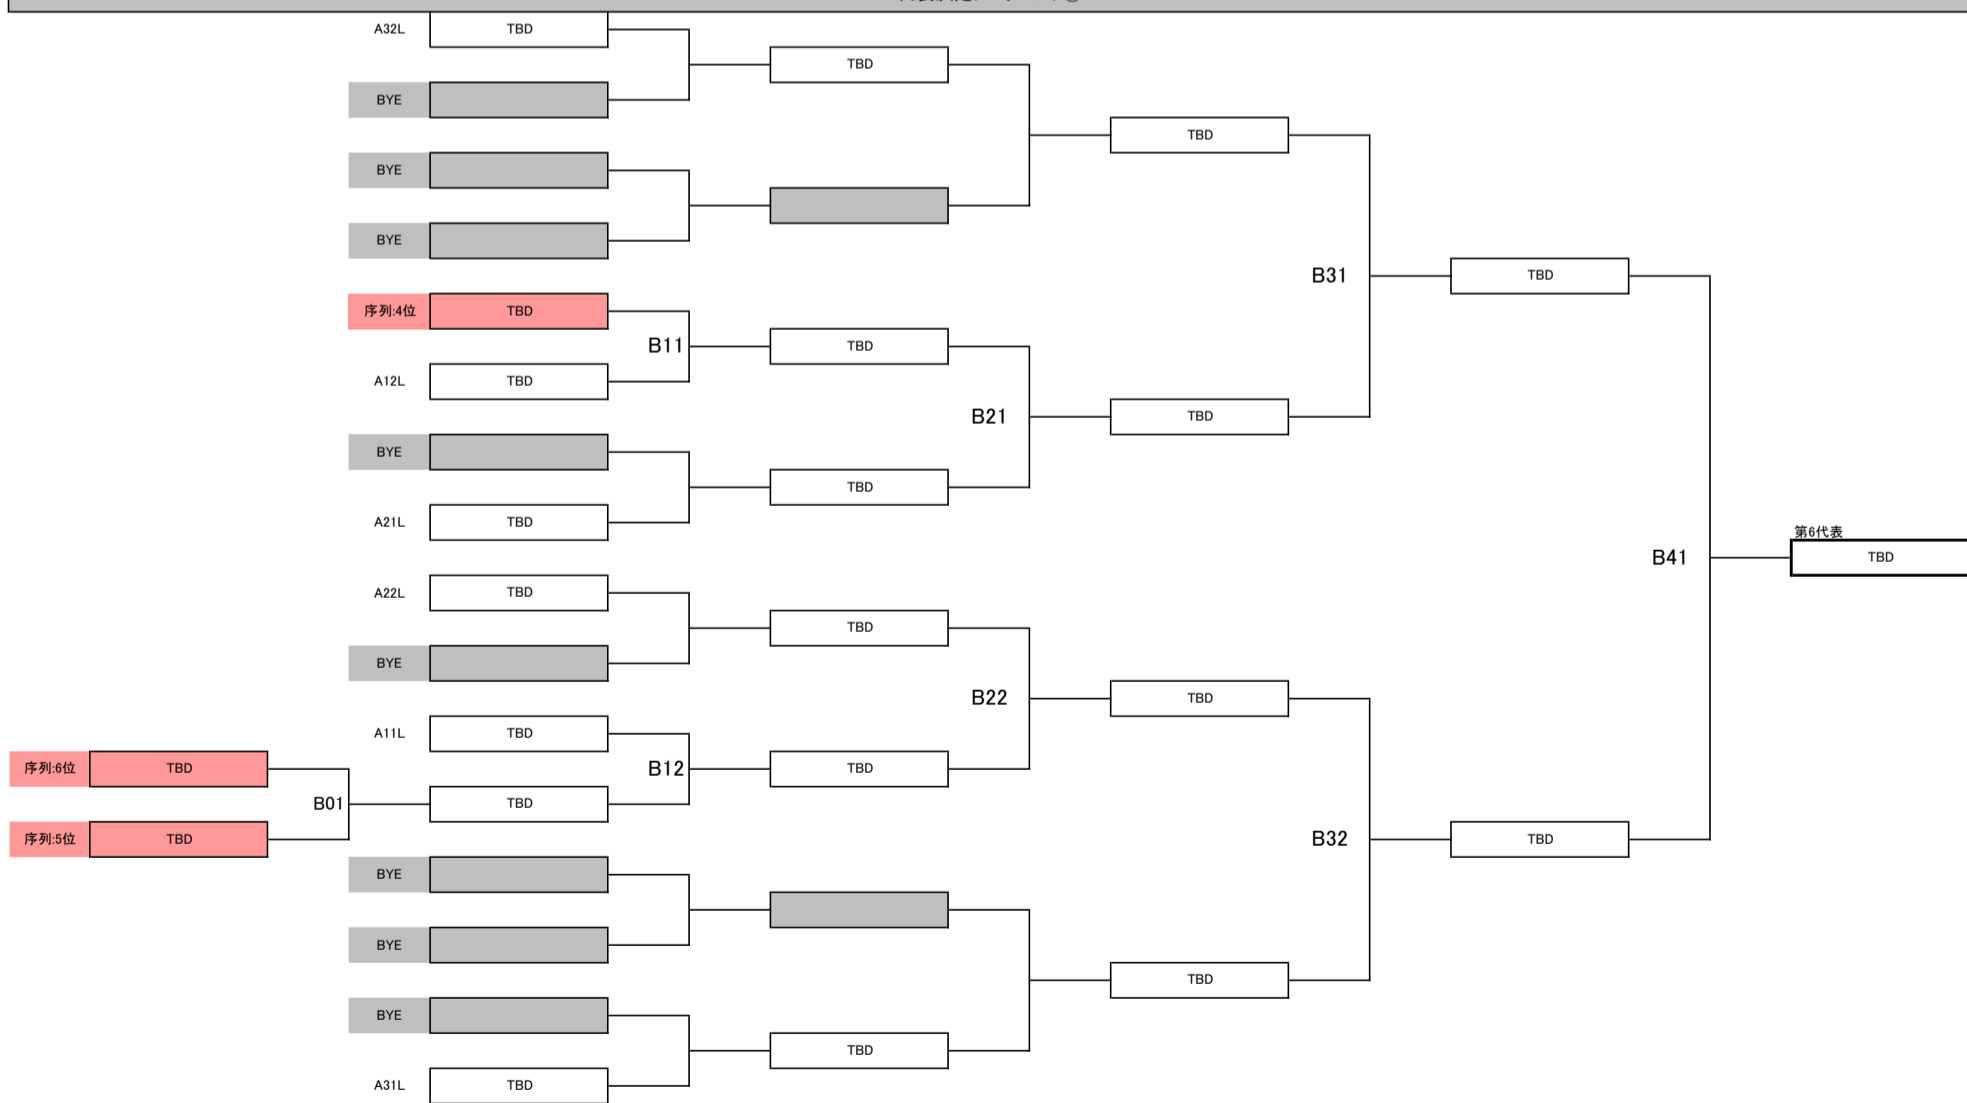 A32L TBD
TBD
BYE
TBD
BYE
BYE
B31 TBD
序列:4位 TBD
B11 TBD
A12L TBD
B21 TBD
BYE
TBD
A21L TBD
第6代表
B41 TBD
A22L TBD
TBD
BYE
B22 TBD
A11L TBD
序列:6位 TBD B12 TBD
B01 TBD
序列:5位 TBD B32 TBD
BYE
BYE
TBD
BYE
TBD
A31L TBD